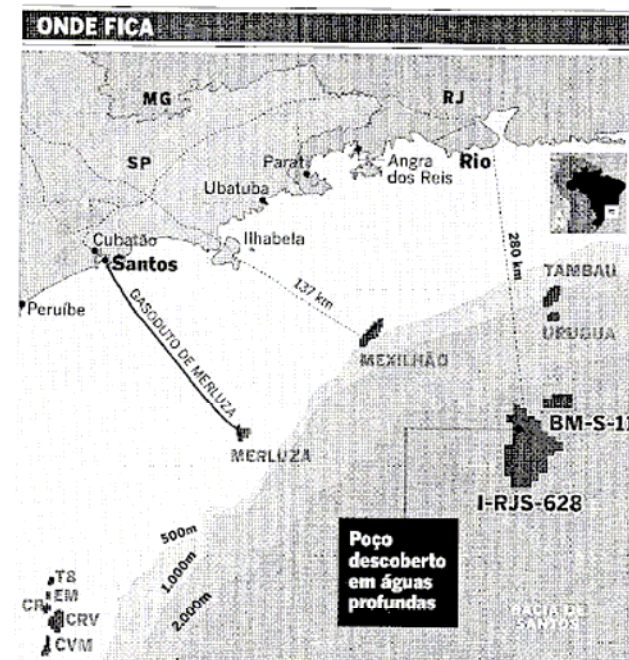 ONDE FICA
MG
RJ
SP
Parati
Angra
dos Reis
Rio
Ubatuba
Cubatão
Ilhabela
Santos
280 km
TAMBAU
Peruíbe
137 km
URUGUA
GASODUTO DE MERLUZA
MEXILHÃO
BM-S-11
MERLUZA
I-RJS-628
500m
Poço
descoberto
em águas
profundas
1.000m
TS
EM
2.000m
CRV
BACIA DE
SANTOS
CVM